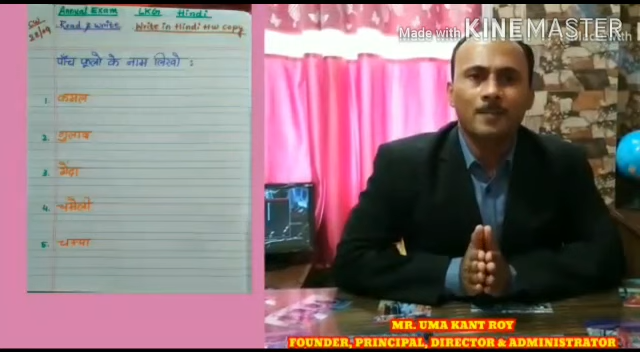 Annual Exam LKG Hindi
Read & write Write in Hindi HW copy
पाँच फूलो के नाम लिखो :
1. कमल
2. गुलाब
3. गेंदा
4. चमेली
5. चम्पा
Made with KINEMASTER
MR. UMA KANT ROY
FOUNDER, PRINCIPAL, DIRECTOR & ADMINISTRATOR